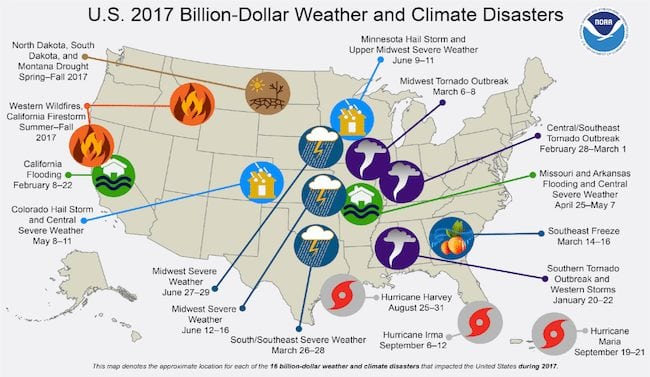 U.S. 2017 Billion-Dollar Weather and Climate Disasters
NOAA
North Dakota, South
Dakota, and
Montana Drought
Spring–Fall 2017
Minnesota Hail Storm and
Upper Midwest Severe Weather
June 9–11
Midwest Tornado Outbreak
March 6–8
Western Wildfires,
California Firestorm
Summer–Fall
2017
Central/Southeast
Tornado Outbreak
February 28–March 1
California
Flooding
February 8–22
Missouri and Arkansas
Flooding and Central
Severe Weather
April 25–May 7
Colorado Hail Storm
and Central
Severe Weather
May 8–11
Southeast Freeze
March 14–16
Midwest Severe
Weather
June 27–29
Southern Tornado
Outbreak and
Western Storms
January 20–22
Midwest Severe
Weather
June 12–16
Hurricane Harvey
August 25–31
South/Southeast Severe Weather
March 26–28
Hurricane Irma
September 6–12
Hurricane
Maria
September 19–21
This map denotes the approximate location for each of the 16 billion-dollar weather and climate disasters that impacted the United States during 2017.